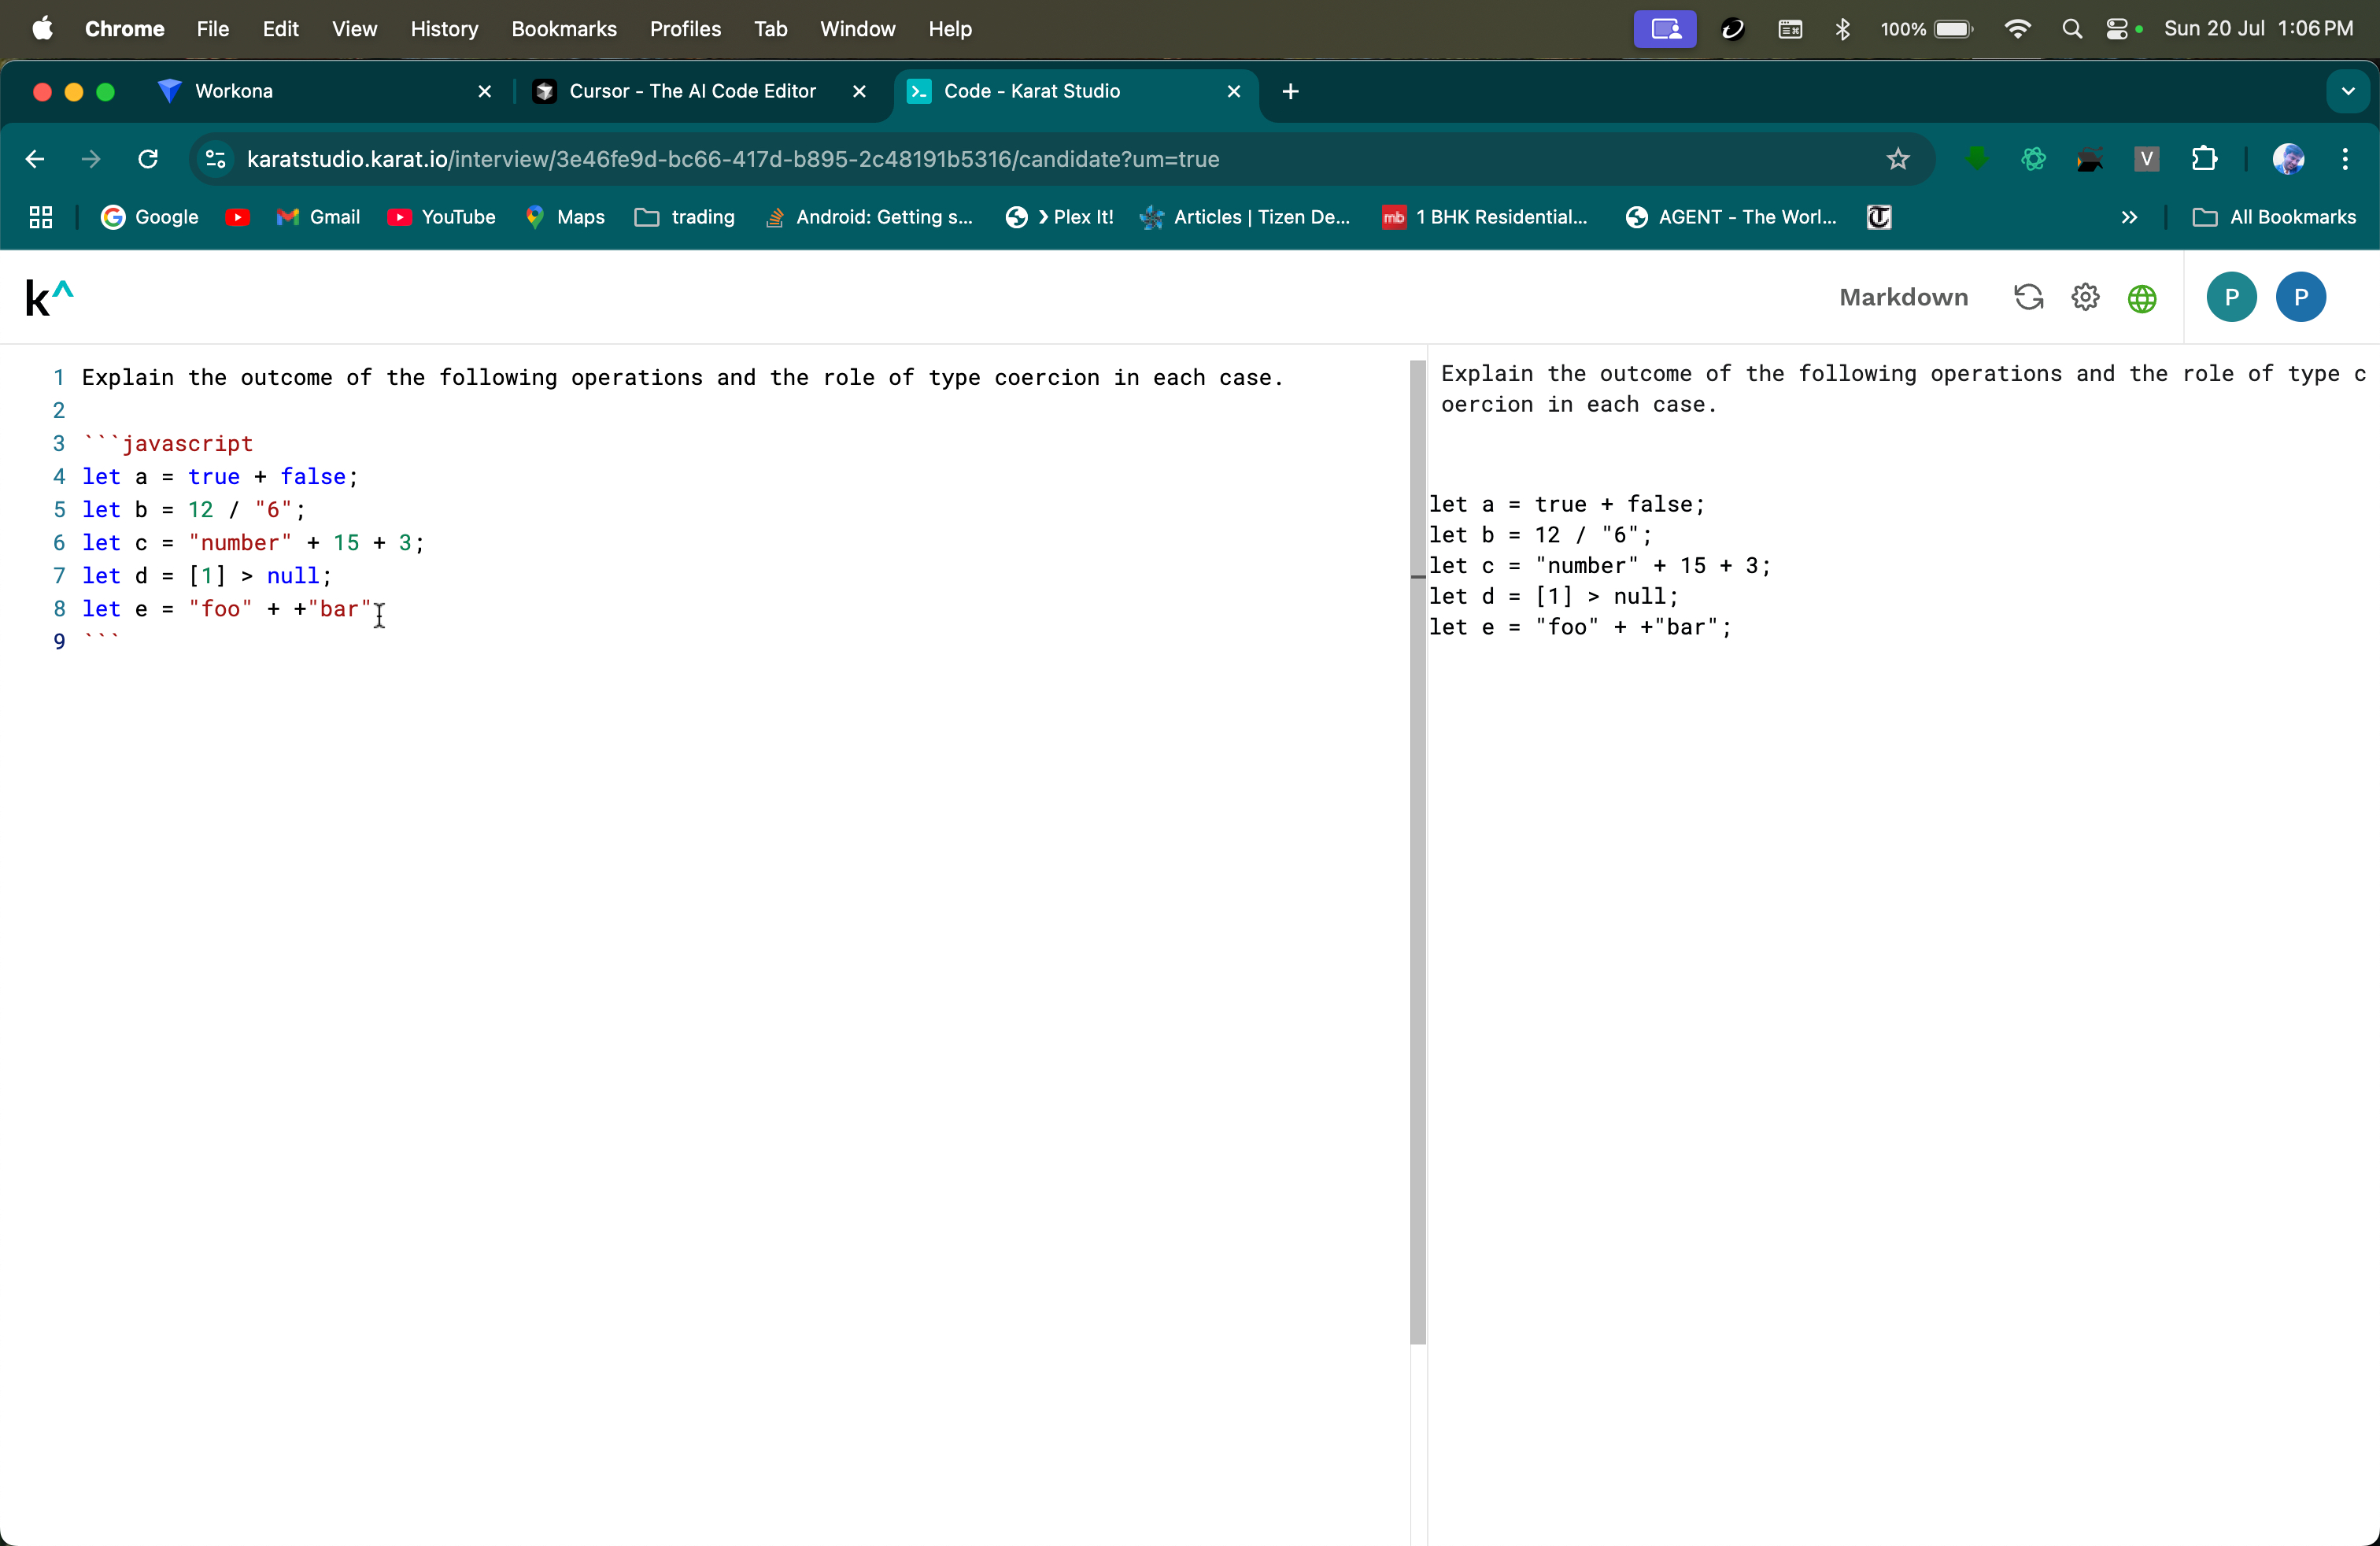 Chrome File Edit View History Bookmarks Profiles Tab Window Help 100% Sun 20 Jul 1:06 PM
Workona Cursor - The AI Code Editor Code - Karat Studio
karatstudio.karat.io/interview/3e46fe9d-bc66-417d-b895-2c48191b5316/candidate?um=true V
Google Gmail YouTube Maps trading Android: Getting s... › Plex It! Articles | Tizen De... mb 1 BHK Residential... AGENT - The Worl... All Bookmarks
k^ Markdown P P
1 Explain the outcome of the following operations and the role of type coercion in each case.
2
3 ```javascript
4 let a = true + false;
5 let b = 12 / "6";
6 let c = "number" + 15 + 3;
7 let d = [1] > null;
8 let e = "foo" + +"bar";
9 ```
Explain the outcome of the following operations and the role of type c
oercion in each case.
let a = true + false;
let b = 12 / "6";
let c = "number" + 15 + 3;
let d = [1] > null;
let e = "foo" + +"bar";